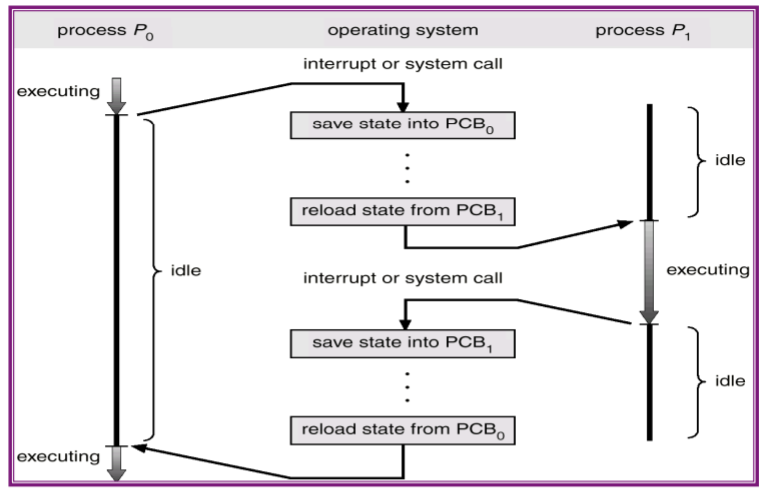 process P0 operating system process P1
interrupt or system call
executing
save state into PCB0
idle
reload state from PCB1
idle
executing
interrupt or system call
save state into PCB1
idle
reload state from PCB0
executing